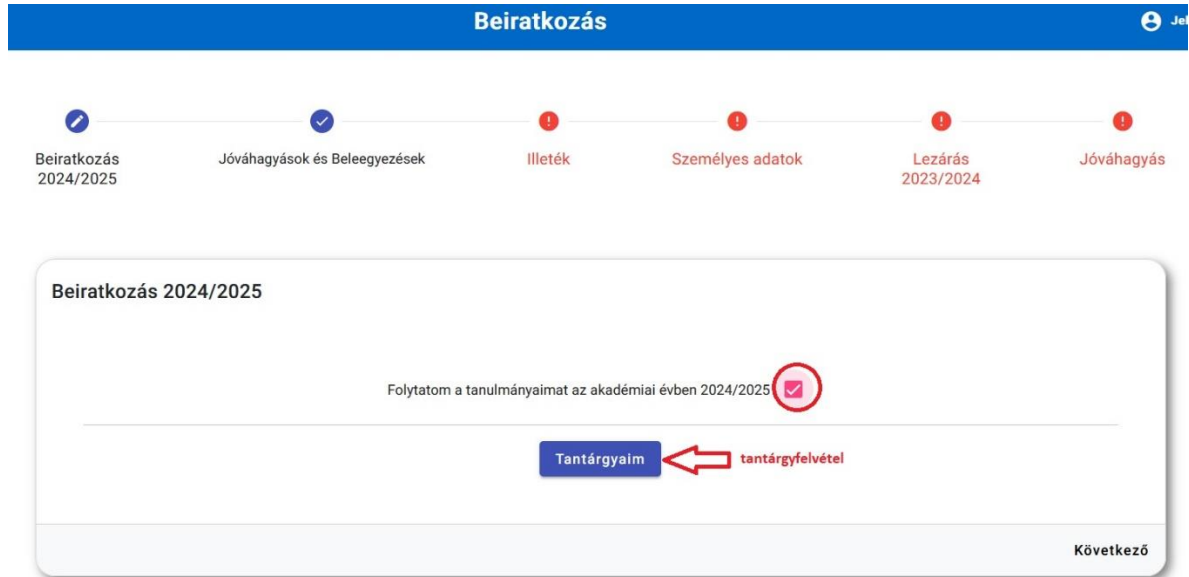 Beiratkozás
Jel
Beiratkozás
2024/2025
Jóváhagyások és Beleegyezések
Illeték
Személyes adatok
Lezárás
2023/2024
Jóváhagyás
Beiratkozás 2024/2025
Folytatom a tanulmányaimat az akadémiai évben 2024/2025
Tantárgyaim
tantárgyfelvétel
Következő